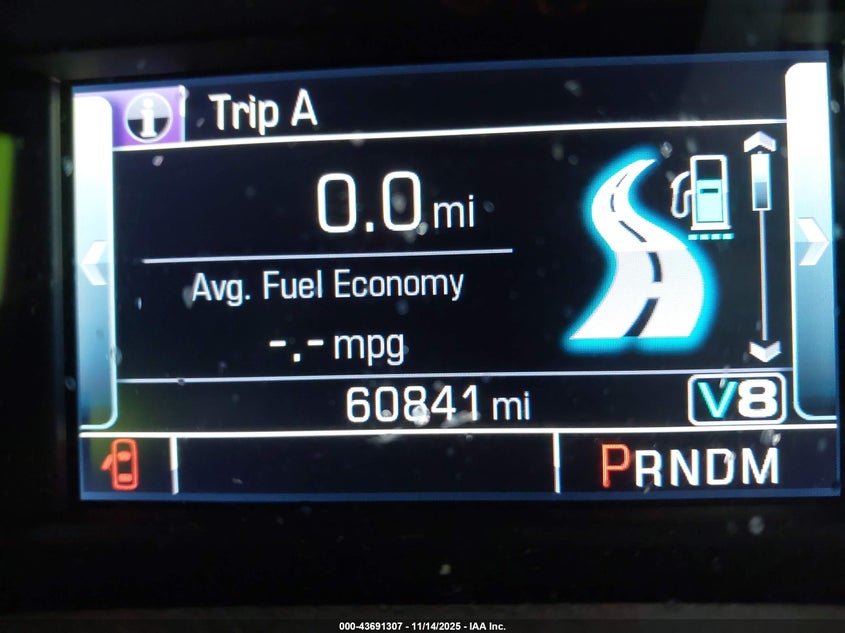 i Trip A
0.0 mi
Avg. Fuel Economy
-.- mpg
60841 mi
V8
PRNDM
000-43691307 - 11/14/2025 - IAA Inc.